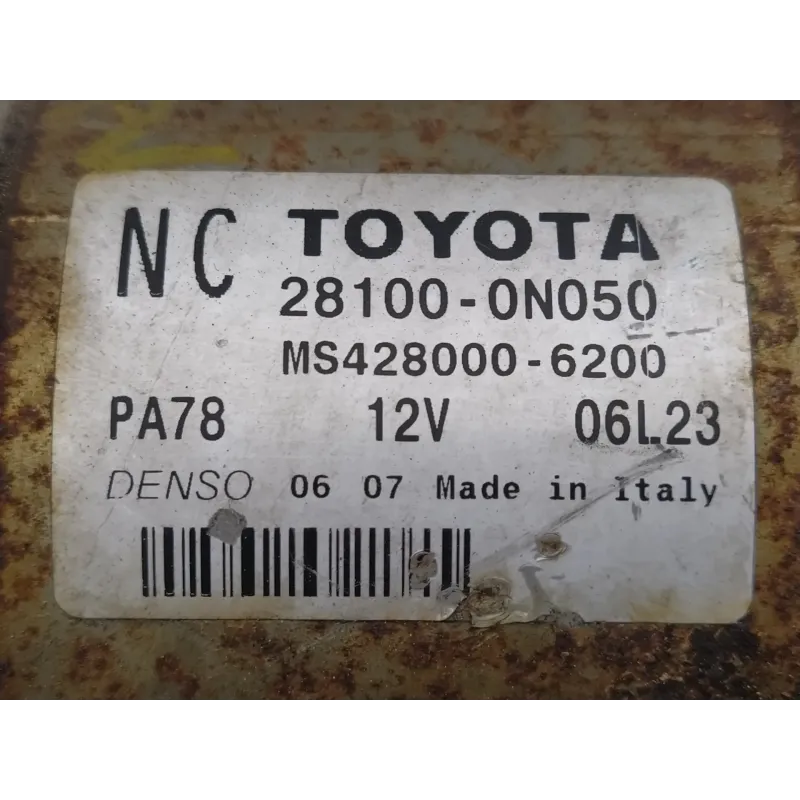 NC TOYOTA
28100-0N050
MS428000-6200
PA78 12V 06L23
DENSO 06 07 Made in Italy